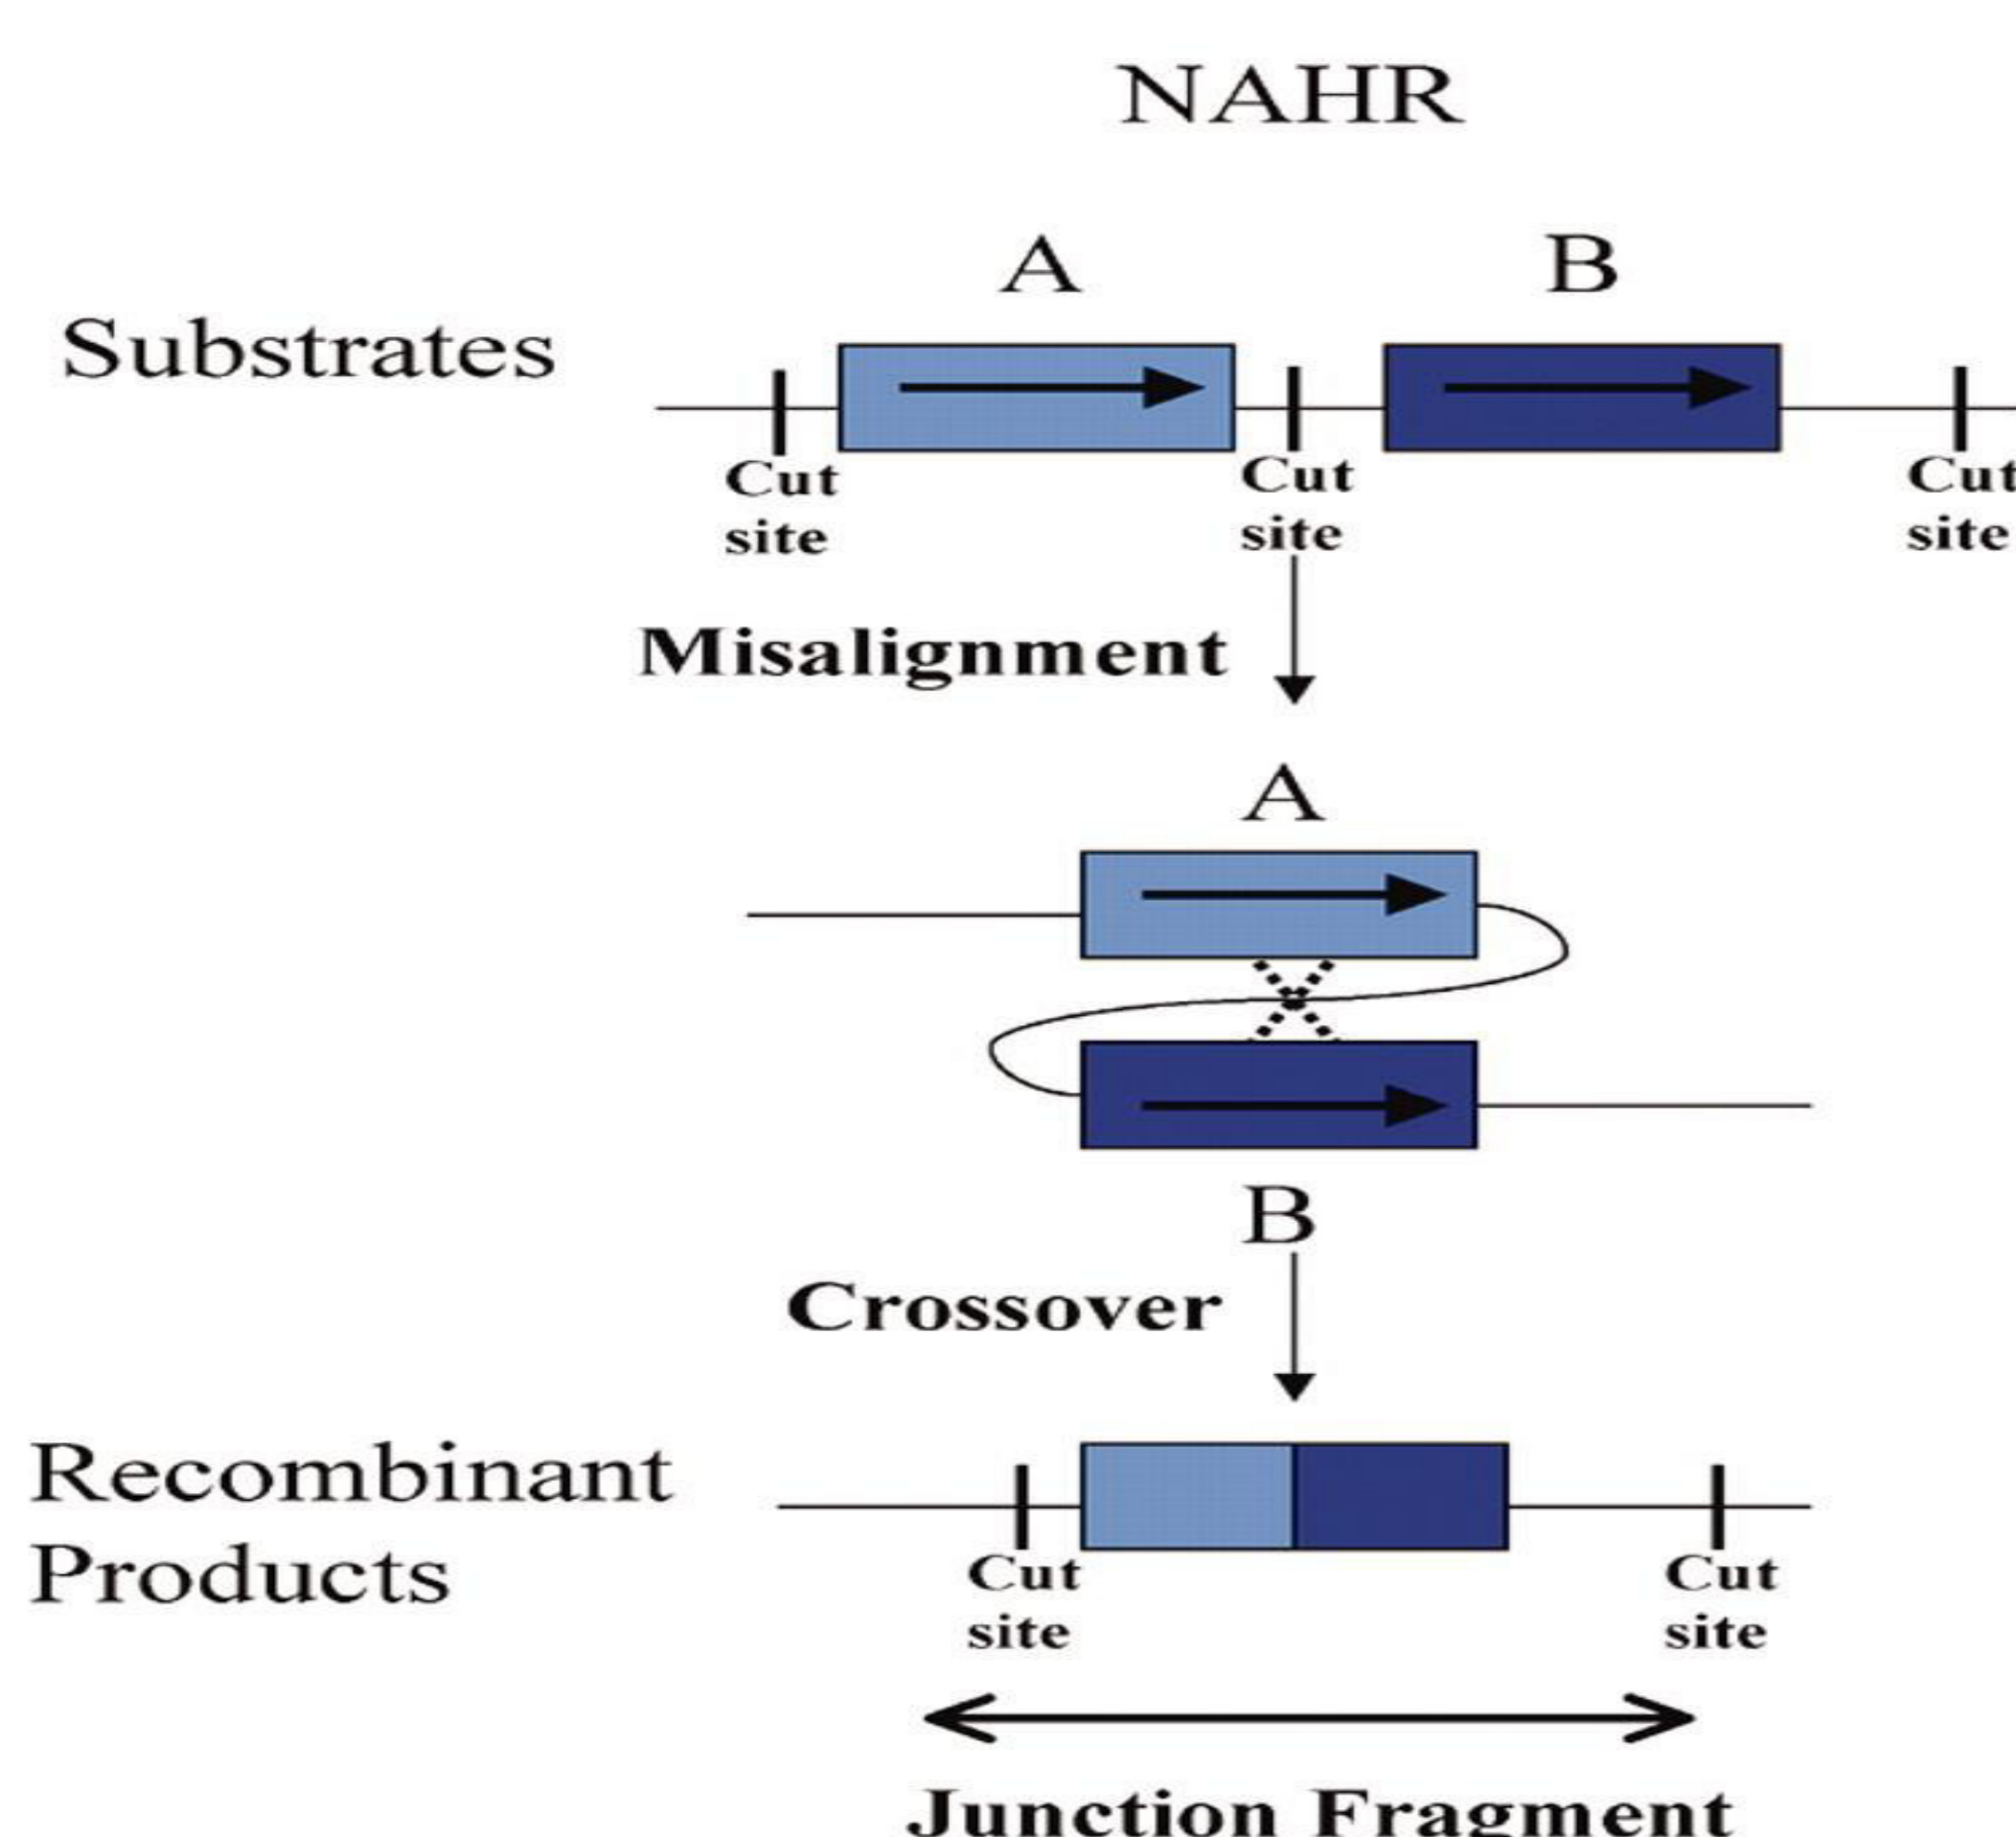 NAHR
A
B
Substrates
Cut
site
Cut
site
Cut
site
Misalignment
A
B
Crossover
Recombinant
Products
Cut
site
Cut
site
Junction Fragment